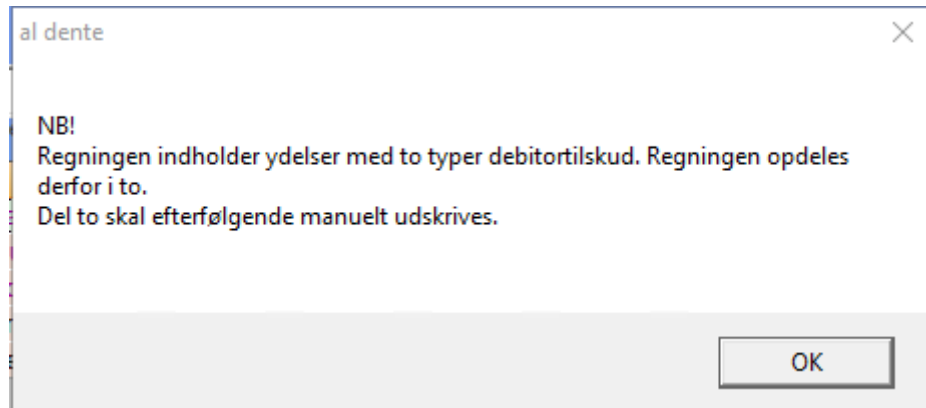 al dente
NB!
Regningen indholder ydelser med to typer debitortilskud. Regningen opdeles
derfor i to.
Del to skal efterfølgende manuelt udskrives.
OK